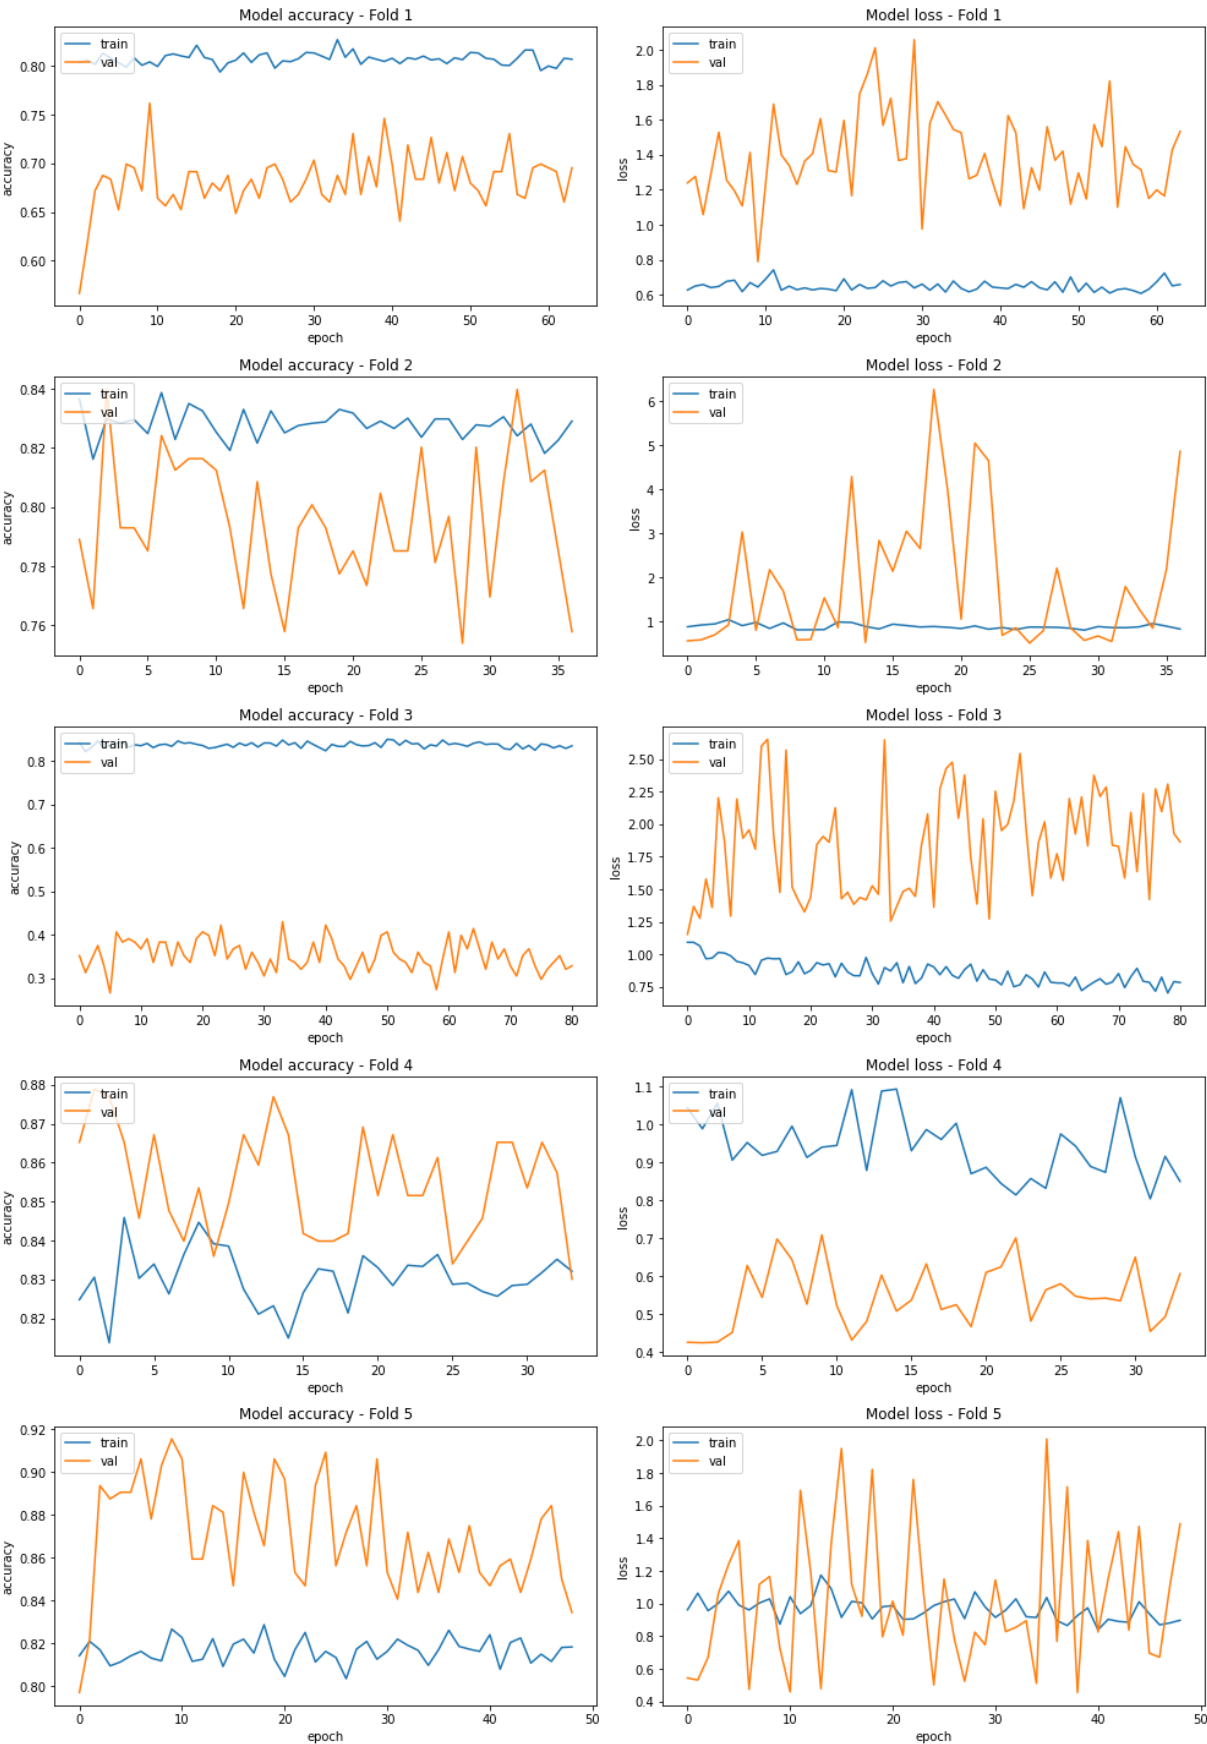 Model accuracy - Fold 1
train
val
accuracy
0.80
0.75
0.70
0.65
0.60
0 10 20 30 40 50 60
epoch
Model loss - Fold 1
train
val
loss
2.0
1.8
1.6
1.4
1.2
1.0
0.8
0.6
0 10 20 30 40 50 60
epoch
Model accuracy - Fold 2
train
val
accuracy
0.84
0.82
0.80
0.78
0.76
0 5 10 15 20 25 30 35
epoch
Model loss - Fold 2
train
val
loss
6
5
4
3
2
1
0 5 10 15 20 25 30 35
epoch
Model accuracy - Fold 3
train
val
accuracy
0.8
0.7
0.6
0.5
0.4
0.3
0 10 20 30 40 50 60 70 80
epoch
Model loss - Fold 3
train
val
loss
2.50
2.25
2.00
1.75
1.50
1.25
1.00
0.75
0 10 20 30 40 50 60 70 80
epoch
Model accuracy - Fold 4
train
val
accuracy
0.88
0.87
0.86
0.85
0.84
0.83
0.82
0 5 10 15 20 25 30
epoch
Model loss - Fold 4
train
val
loss
1.1
1.0
0.9
0.8
0.7
0.6
0.5
0.4
0 5 10 15 20 25 30
epoch
Model accuracy - Fold 5
train
val
accuracy
0.92
0.90
0.88
0.86
0.84
0.82
0.80
0 10 20 30 40 50
epoch
Model loss - Fold 5
train
val
loss
2.0
1.8
1.6
1.4
1.2
1.0
0.8
0.6
0.4
0 10 20 30 40 50
epoch